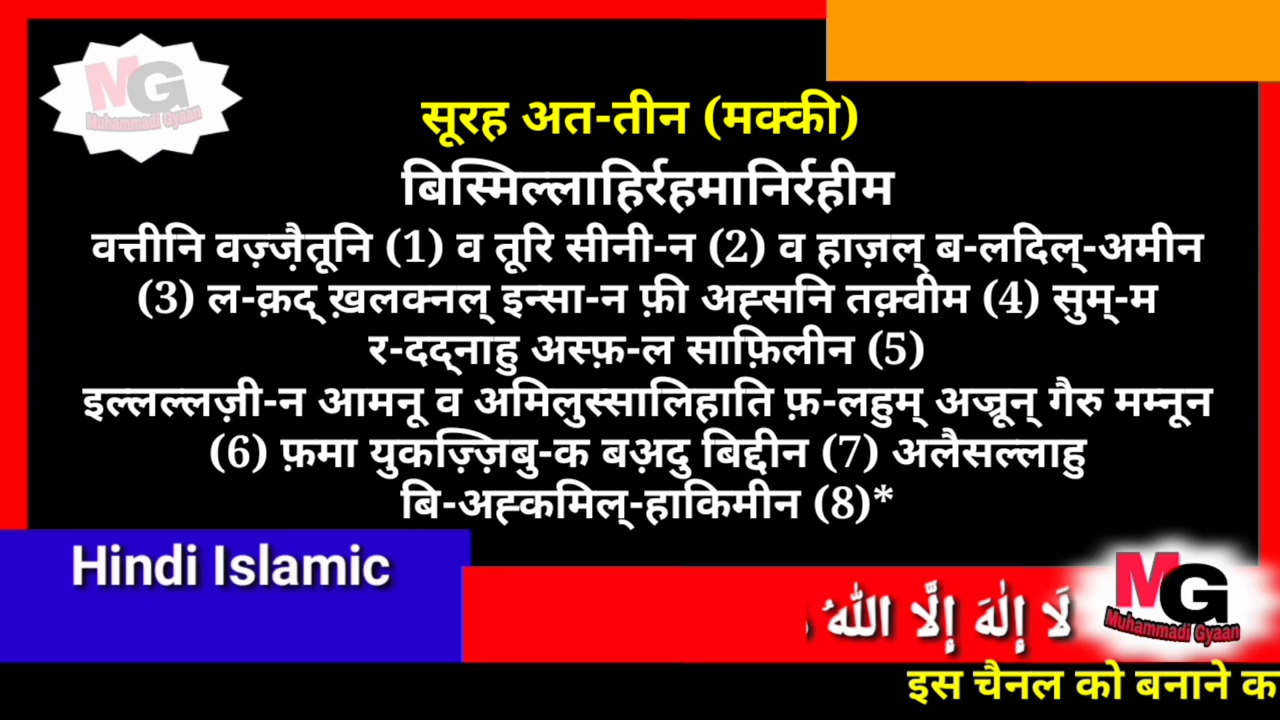 MG
Muhammadi Gyaan
सूरह अत-तीन (मक्की)
बिस्मिल्लाहिर्रहमानिर्रहीम
वत्तीनि वज़्ज़ैतूनि (1) व तूरि सीनी-न (2) व हाज़ल् ब-लदिल्-अमीन
(3) ल-क़द् ख़लक्नल् इन्सा-न फ़ी अह्सनि तक़्वीम (4) सुम्-म
र-दद्नाहु अस्फ़-ल साफ़िलीन (5)
इल्लल्लज़ी-न आमनू व अमिलुस्सालिहाति फ़-लहुम् अज्रून् गैरु मम्नून
(6) फ़मा युकज़्ज़िबु-क बअ़दु बिद्दीन (7) अलैसल्लाहु
बि-अह्कमिल्-हाकिमीन (8)*
Hindi Islamic
لَا إِلٰهَ إِلَّا اللهُ
MG
Muhammadi Gyaan
इस चैनल को बनाने